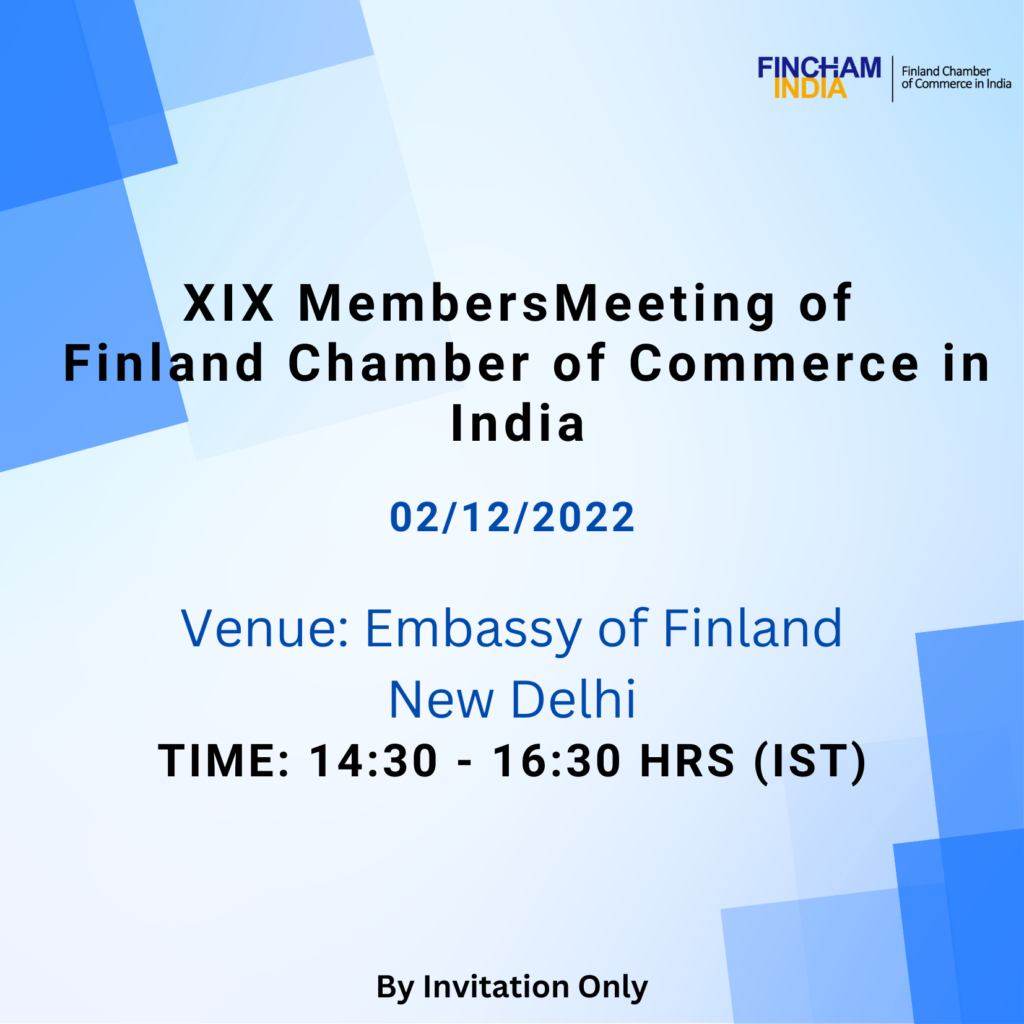 FINCHAM
INDIA
Finland Chamber
of Commerce in India
XIX MembersMeeting of
Finland Chamber of Commerce in
India
02/12/2022
Venue: Embassy of Finland
New Delhi
TIME: 14:30 - 16:30 HRS (IST)
By Invitation Only